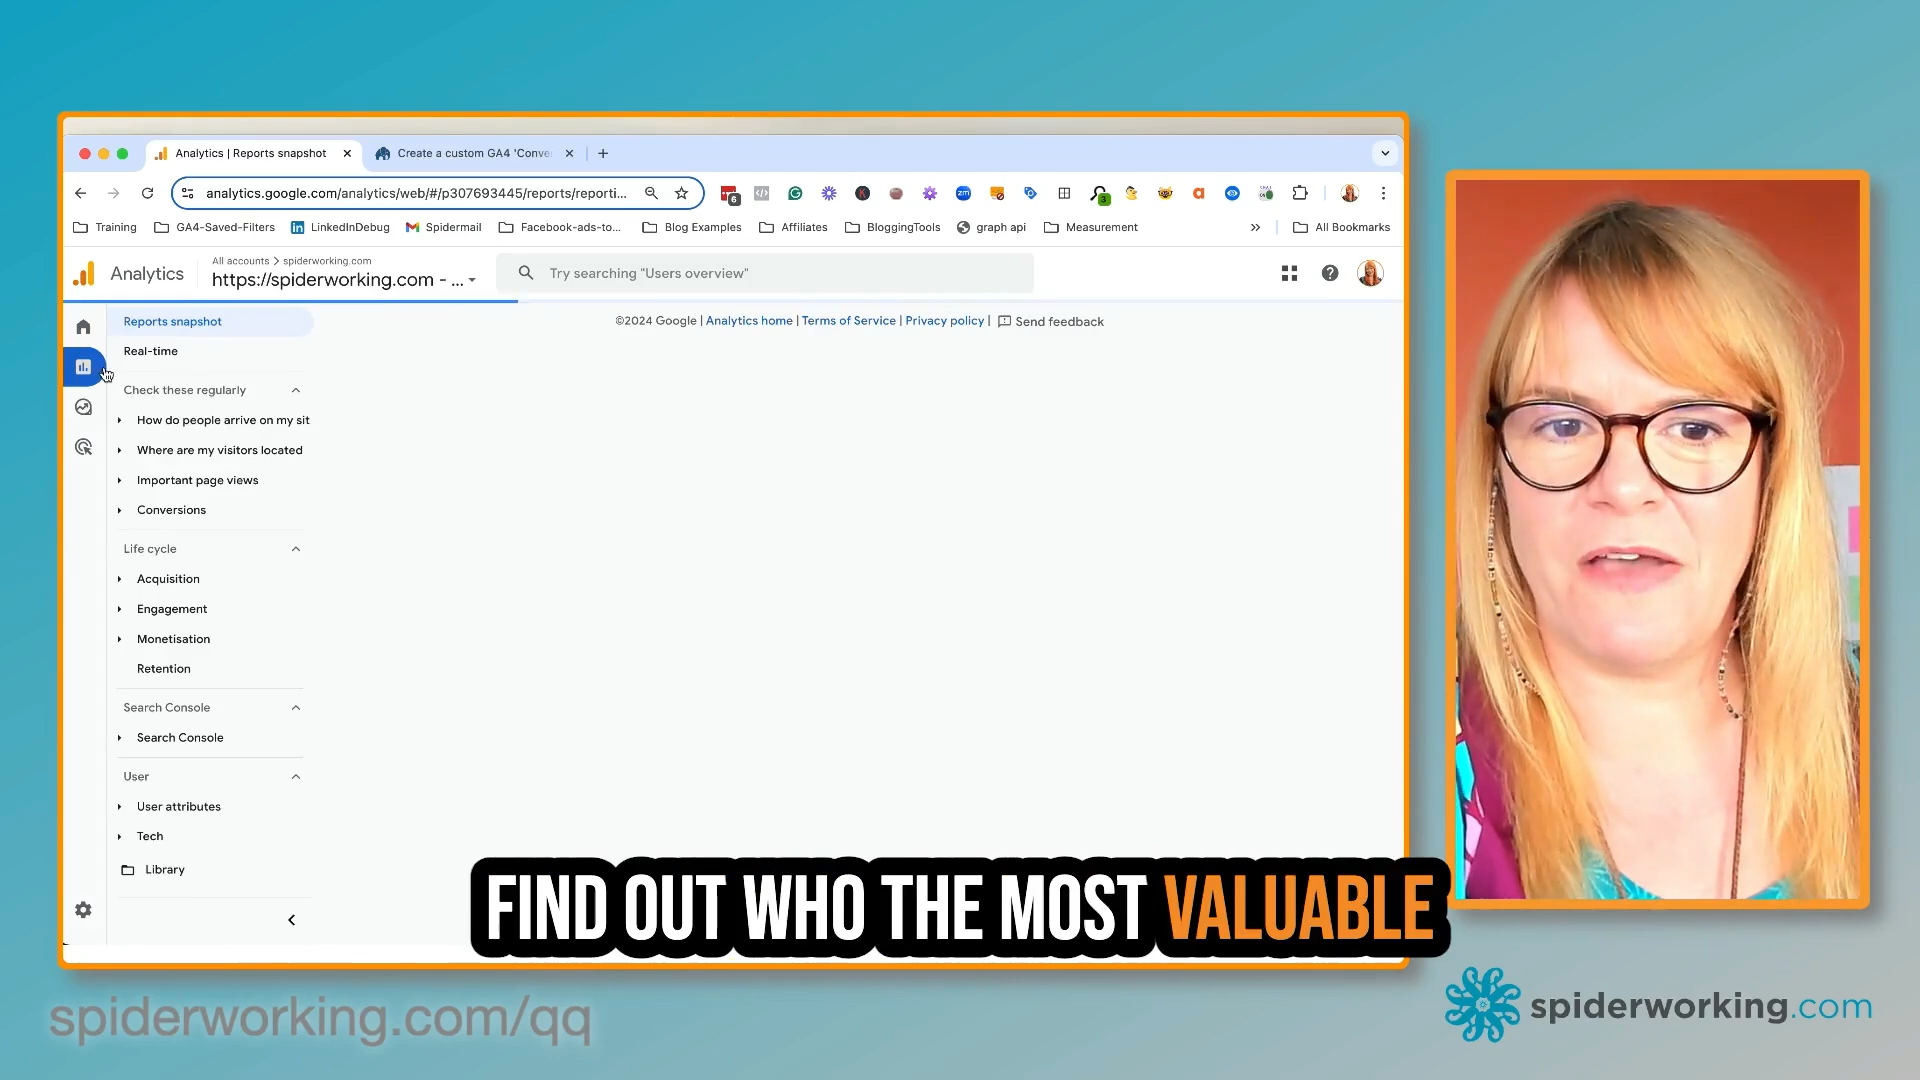 Analytics | Reports snapshot
Create a custom GA4 'Conve
analytics.google.com/analytics/web/#/p307693445/reports/reporti...
6
zm
3
Training
GA4-Saved-Filters
LinkedInDebug
Spidermail
Facebook-ads-to...
Blog Examples
Affiliates
BloggingTools
graph api
Measurement
All Bookmarks
Analytics
All accounts > spiderworking.com
https://spiderworking.com - ...
Try searching "Users overview"
Reports snapshot
©2024 Google | Analytics home | Terms of Service | Privacy policy | Send feedback
Real-time
Check these regularly
How do people arrive on my sit
Where are my visitors located
Important page views
Conversions
Life cycle
Acquisition
Engagement
Monetisation
Retention
Search Console
Search Console
User
User attributes
Tech
Library
FIND OUT WHO THE MOST VALUABLE
spiderworking.com/qq
spiderworking.com